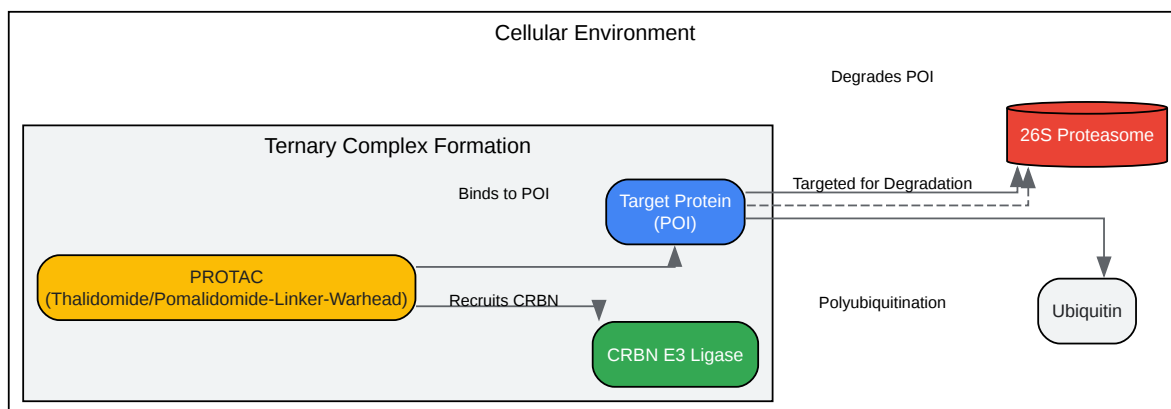 Cellular Environment
Degrades POI
26S Proteasome
Ternary Complex Formation
Binds to POI
Target Protein
(POI)
Targeted for Degradation
PROTAC
(Thalidomide/Pomalidomide-Linker-Warhead)
Recruits CRBN
Polyubiquitination
Ubiquitin
CRBN E3 Ligase